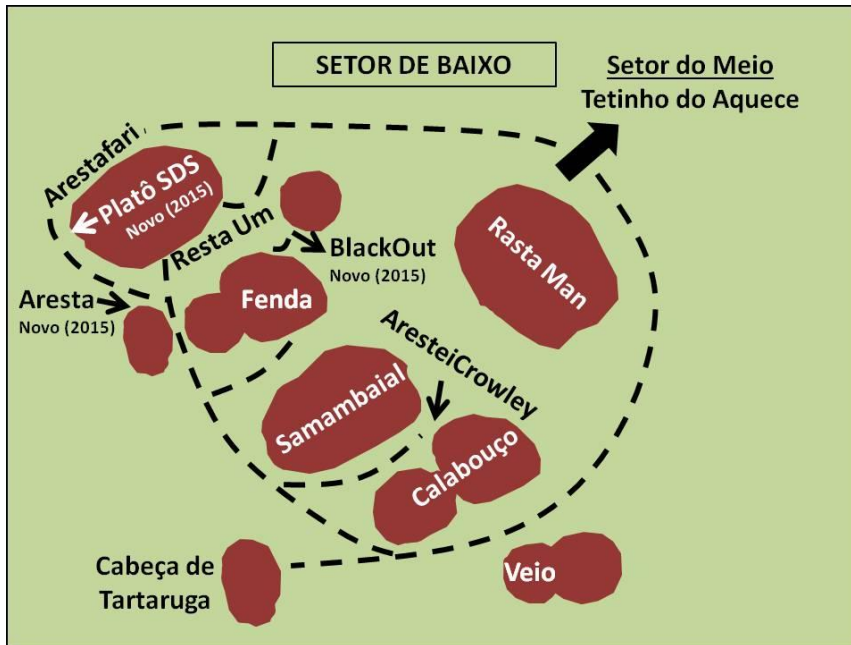 SETOR DE BAIXO
Setor do Meio
Tetinho do Aquece
Arestafari
Platô SDS
Novo (2015)
Resta Um
BlackOut
Novo (2015)
Rasta Man
Aresta
Novo (2015)
Fenda
AresteiCrowley
Samambaial
Calabouço
Cabeça de
Tartaruga
Veio